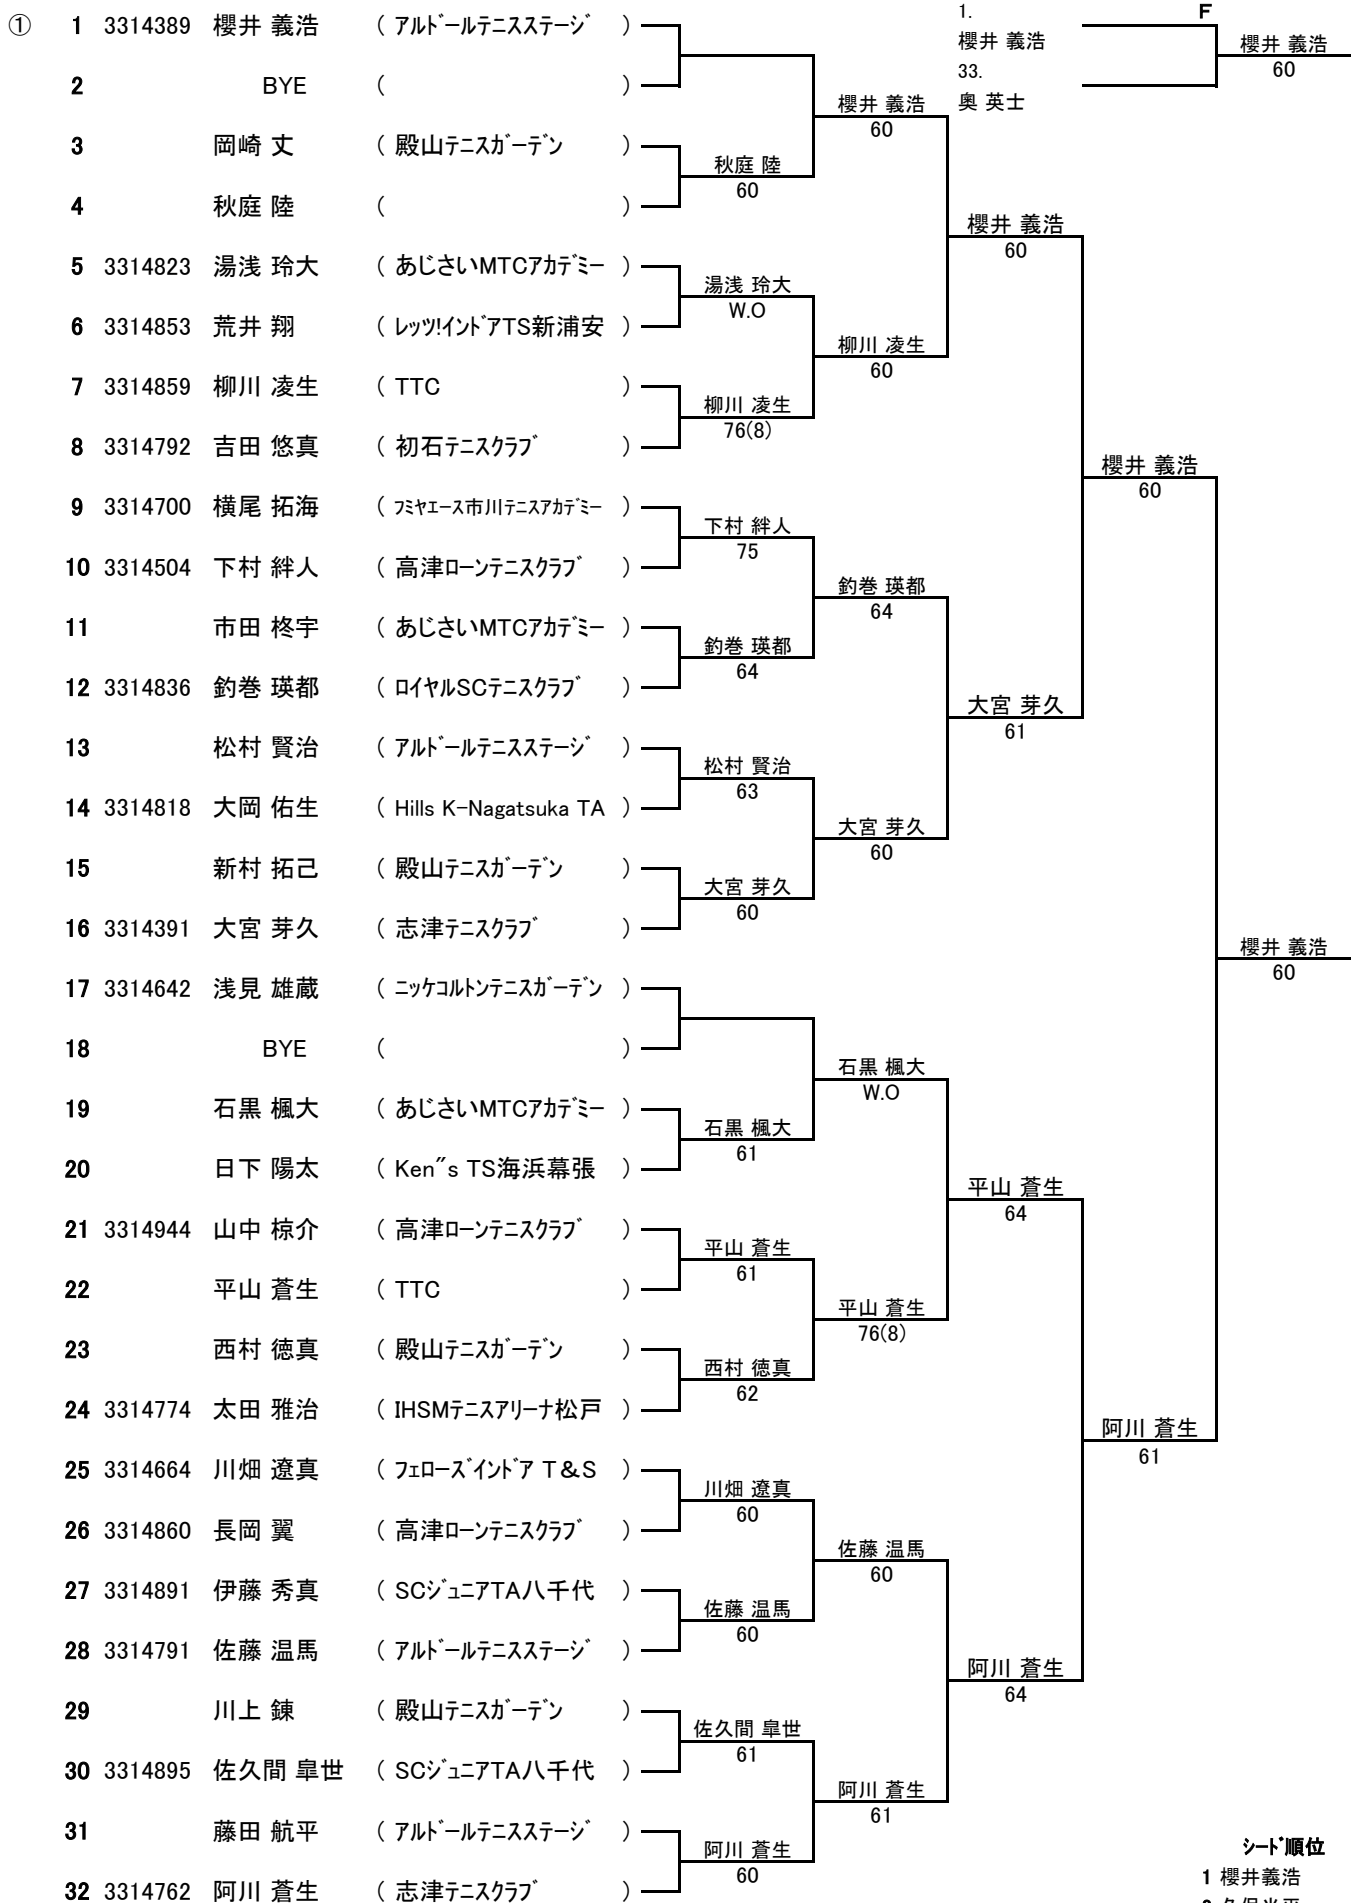 ① 1 3314389 櫻井 義浩 ( アルドールテニスステージ )
2 BYE ( )
3 岡崎 丈 ( 殿山テニスガーデン )
4 秋庭 陸 ( )
5 3314823 湯浅 玲大 ( あじさいMTCアカデミー )
6 3314853 荒井 翔 ( レッツ!インドアTS新浦安 )
7 3314859 柳川 凌生 ( TTC )
8 3314792 吉田 悠真 ( 初石テニスクラブ )
9 3314700 横尾 拓海 ( フミヤエース市川テニスアカデミー )
10 3314504 下村 絆人 ( 高津ローンテニスクラブ )
11 市田 柊宇 ( あじさいMTCアカデミー )
12 3314836 釣巻 瑛都 ( ロイヤルSCテニスクラブ )
13 松村 賢治 ( アルドールテニスステージ )
14 3314818 大岡 佑生 ( Hills K-Nagatsuka TA )
15 新村 拓己 ( 殿山テニスガーデン )
16 3314391 大宮 芽久 ( 志津テニスクラブ )
17 3314642 浅見 雄蔵 ( ニッケコルトンテニスガーデン )
18 BYE ( )
19 石黒 楓大 ( あじさいMTCアカデミー )
20 日下 陽太 ( Ken"s TS海浜幕張 )
21 3314944 山中 椋介 ( 高津ローンテニスクラブ )
22 平山 蒼生 ( TTC )
23 西村 徳真 ( 殿山テニスガーデン )
24 3314774 太田 雅治 ( IHSMテニスアリーナ松戸 )
25 3314664 川畑 遼真 ( フェローズインドア T&S )
26 3314860 長岡 翼 ( 高津ローンテニスクラブ )
27 3314891 伊藤 秀真 ( SCジュニアTA八千代 )
28 3314791 佐藤 温馬 ( アルドールテニスステージ )
29 川上 錬 ( 殿山テニスガーデン )
30 3314895 佐久間 皐世 ( SCジュニアTA八千代 )
31 藤田 航平 ( アルドールテニスステージ )
32 3314762 阿川 蒼生 ( 志津テニスクラブ )
秋庭 陸
60
湯浅 玲大
W.O
柳川 凌生
76(8)
下村 絆人
75
釣巻 瑛都
64
松村 賢治
63
大宮 芽久
60
石黒 楓大
61
平山 蒼生
61
西村 徳真
62
川畑 遼真
60
佐藤 温馬
60
佐久間 皐世
61
阿川 蒼生
60
櫻井 義浩
60
柳川 凌生
60
釣巻 瑛都
64
大宮 芽久
60
石黒 楓大
W.O
平山 蒼生
76(8)
佐藤 温馬
60
阿川 蒼生
61
櫻井 義浩
60
大宮 芽久
61
平山 蒼生
64
阿川 蒼生
64
櫻井 義浩
60
阿川 蒼生
61
櫻井 義浩
60
1. F
櫻井 義浩
33.
奥 英士
櫻井 義浩
60
シード順位
1 櫻井義浩